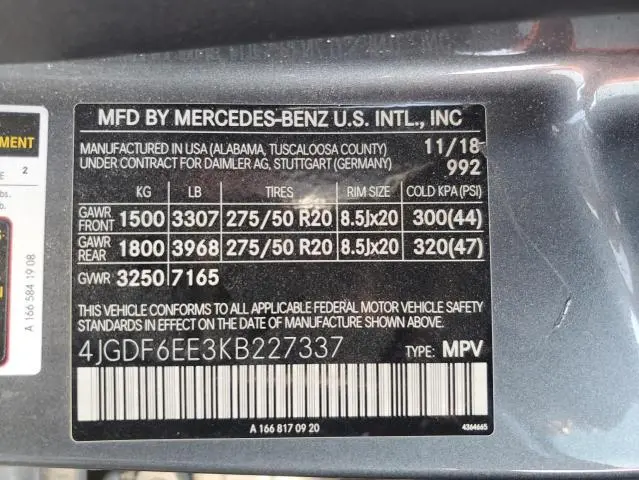 MFD BY MERCEDES-BENZ U.S. INTL., INC
MANUFACTURED IN USA (ALABAMA, TUSCALOOSA COUNTY) 11/18
UNDER CONTRACT FOR DAIMLER AG, STUTTGART (GERMANY) 992
KG LB TIRES RIM SIZE COLD KPA (PSI)
GAWR FRONT 1500 3307 275/50 R20 8.5Jx20 300(44)
GAWR REAR 1800 3968 275/50 R20 8.5Jx20 320(47)
GVWR 3250 7165
THIS VEHICLE CONFORMS TO ALL APPLICABLE FEDERAL MOTOR VEHICLE SAFETY
STANDARDS IN EFFECT ON THE DATE OF MANUFACTURE SHOWN ABOVE.
4JGDF6EE3KB227337 TYPE: MPV
A 166 817 09 20 4364665
EMENT
2
A 166 584 19 08